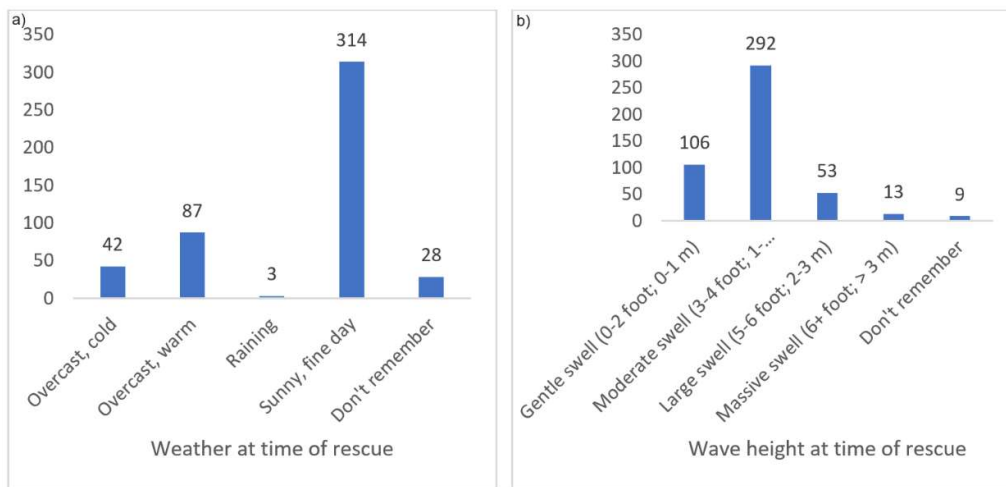 a)
350
300
250
200
150
100
50
0
42
87
3
314
28
Overcast, cold
Overcast, warm
Raining
Sunny, fine day
Don't remember
Weather at time of rescue
b)
350
300
250
200
150
100
50
0
106
292
53
13
9
Gentle swell (0-2 foot; 0-1 m)
Moderate swell (3-4 foot; 1-...
Large swell (5-6 foot; 2-3 m)
Massive swell (6+ foot; > 3 m)
Don't remember
Wave height at time of rescue